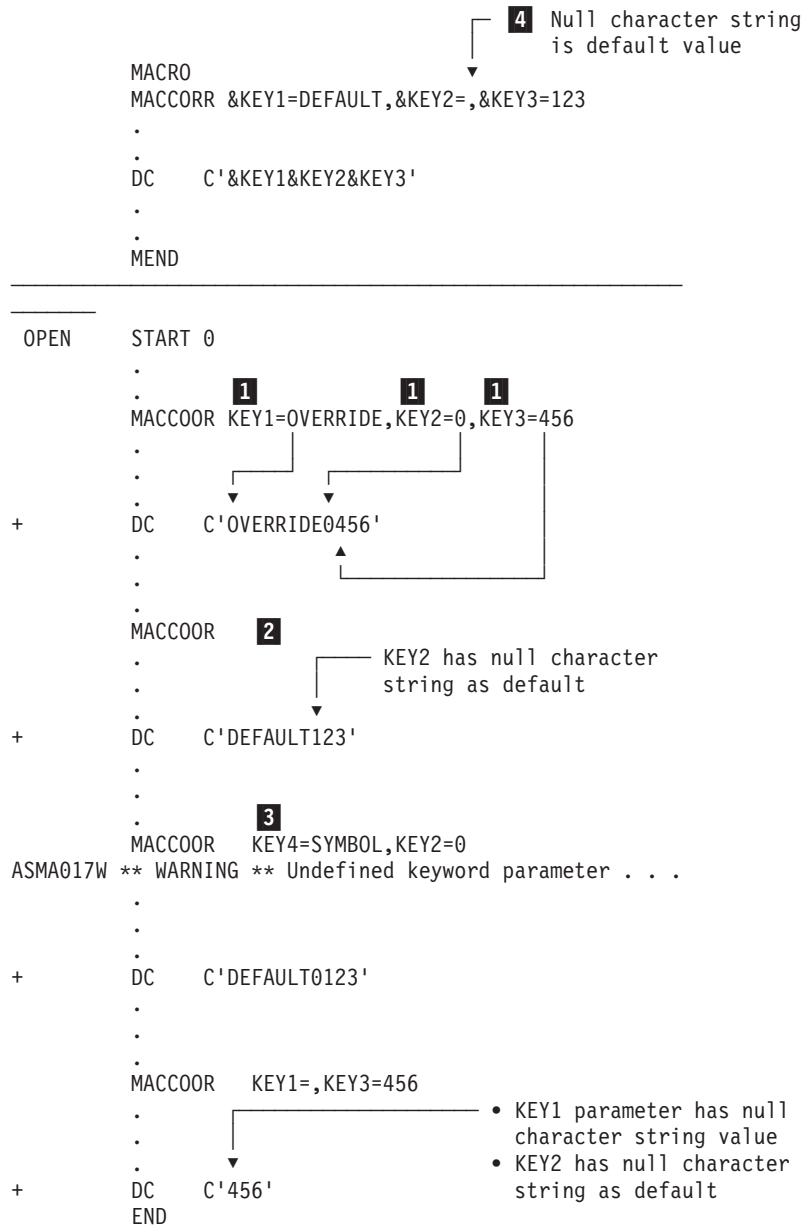 4 Null character string
is default value
MACRO
MACCORR &KEY1=DEFAULT,&KEY2=,&KEY3=123
.
.
DC C'&KEY1&KEY2&KEY3'
.
.
MEND
OPEN START 0
.
. 1 1 1
MACCOOR KEY1=OVERRIDE,KEY2=0,KEY3=456
.
.
.
+ DC C'OVERRIDE0456'
.
.
.
MACCOOR 2
. KEY2 has null character
. string as default
.
+ DC C'DEFAULT123'
.
.
. 3
MACCOOR KEY4=SYMBOL,KEY2=0
ASMA017W ** WARNING ** Undefined keyword parameter . . .
.
.
.
+ DC C'DEFAULT0123'
.
.
.
MACCOOR KEY1=,KEY3=456
. • KEY1 parameter has null
. character string value
. • KEY2 has null character
+ DC C'456' string as default
END